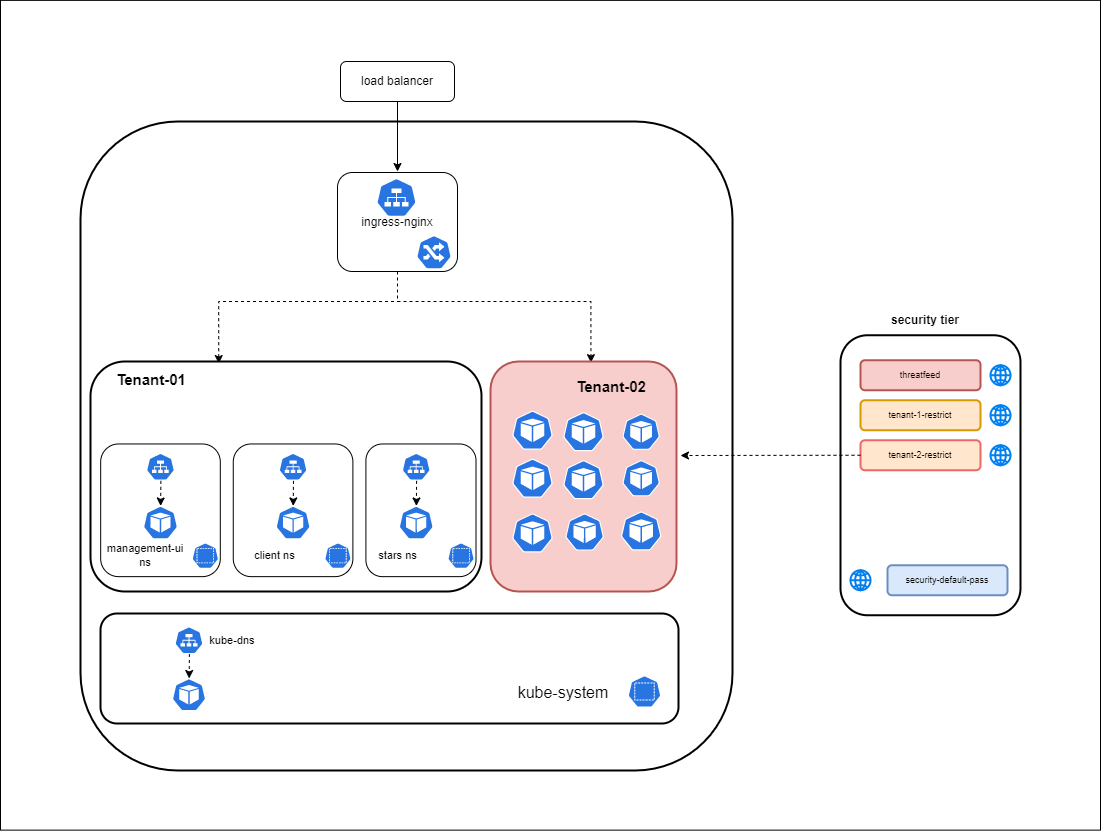 load balancer
ingress-nginx
security tier
threatfeed
tenant-1-restrict
tenant-2-restrict
security-default-pass
Tenant-01
Tenant-02
management-ui
ns
client ns
stars ns
kube-dns
kube-system